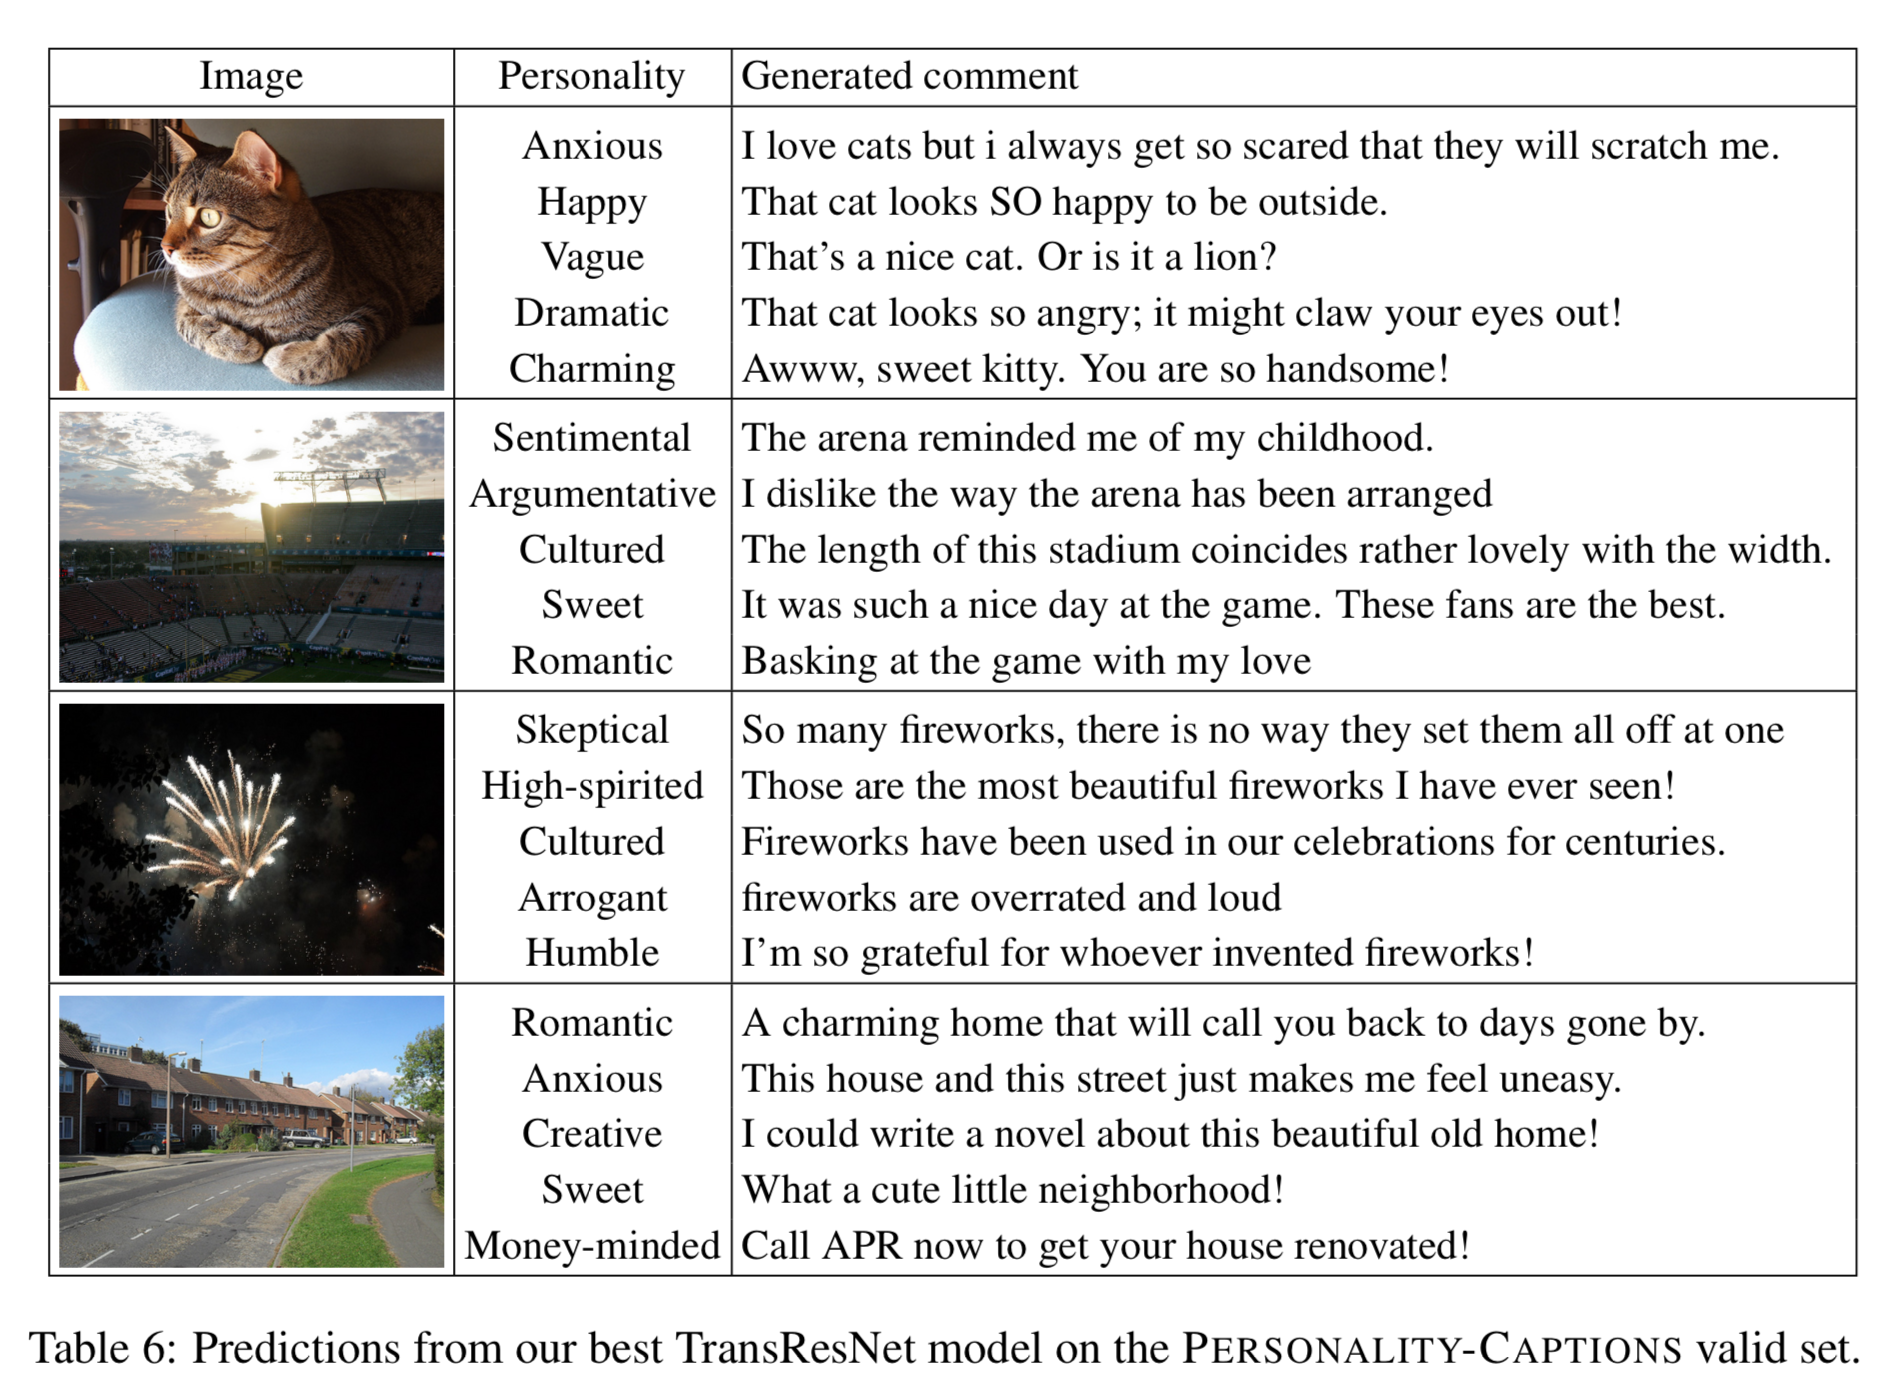 Image Personality Generated comment
Anxious I love cats but i always get so scared that they will scratch me.
Happy That cat looks SO happy to be outside.
Vague That's a nice cat. Or is it a lion?
Dramatic That cat looks so angry; it might claw your eyes out!
Charming Awww, sweet kitty. You are so handsome!
Sentimental The arena reminded me of my childhood.
Argumentative I dislike the way the arena has been arranged
Cultured The length of this stadium coincides rather lovely with the width.
Sweet It was such a nice day at the game. These fans are the best.
Romantic Basking at the game with my love
Skeptical So many fireworks, there is no way they set them all off at one
High-spirited Those are the most beautiful fireworks I have ever seen!
Cultured Fireworks have been used in our celebrations for centuries.
Arrogant fireworks are overrated and loud
Humble I'm so grateful for whoever invented fireworks!
Romantic A charming home that will call you back to days gone by.
Anxious This house and this street just makes me feel uneasy.
Creative I could write a novel about this beautiful old home!
Sweet What a cute little neighborhood!
Money-minded Call APR now to get your house renovated!
Table 6: Predictions from our best TransResNet model on the PERSONALITY-CAPTIONS valid set.